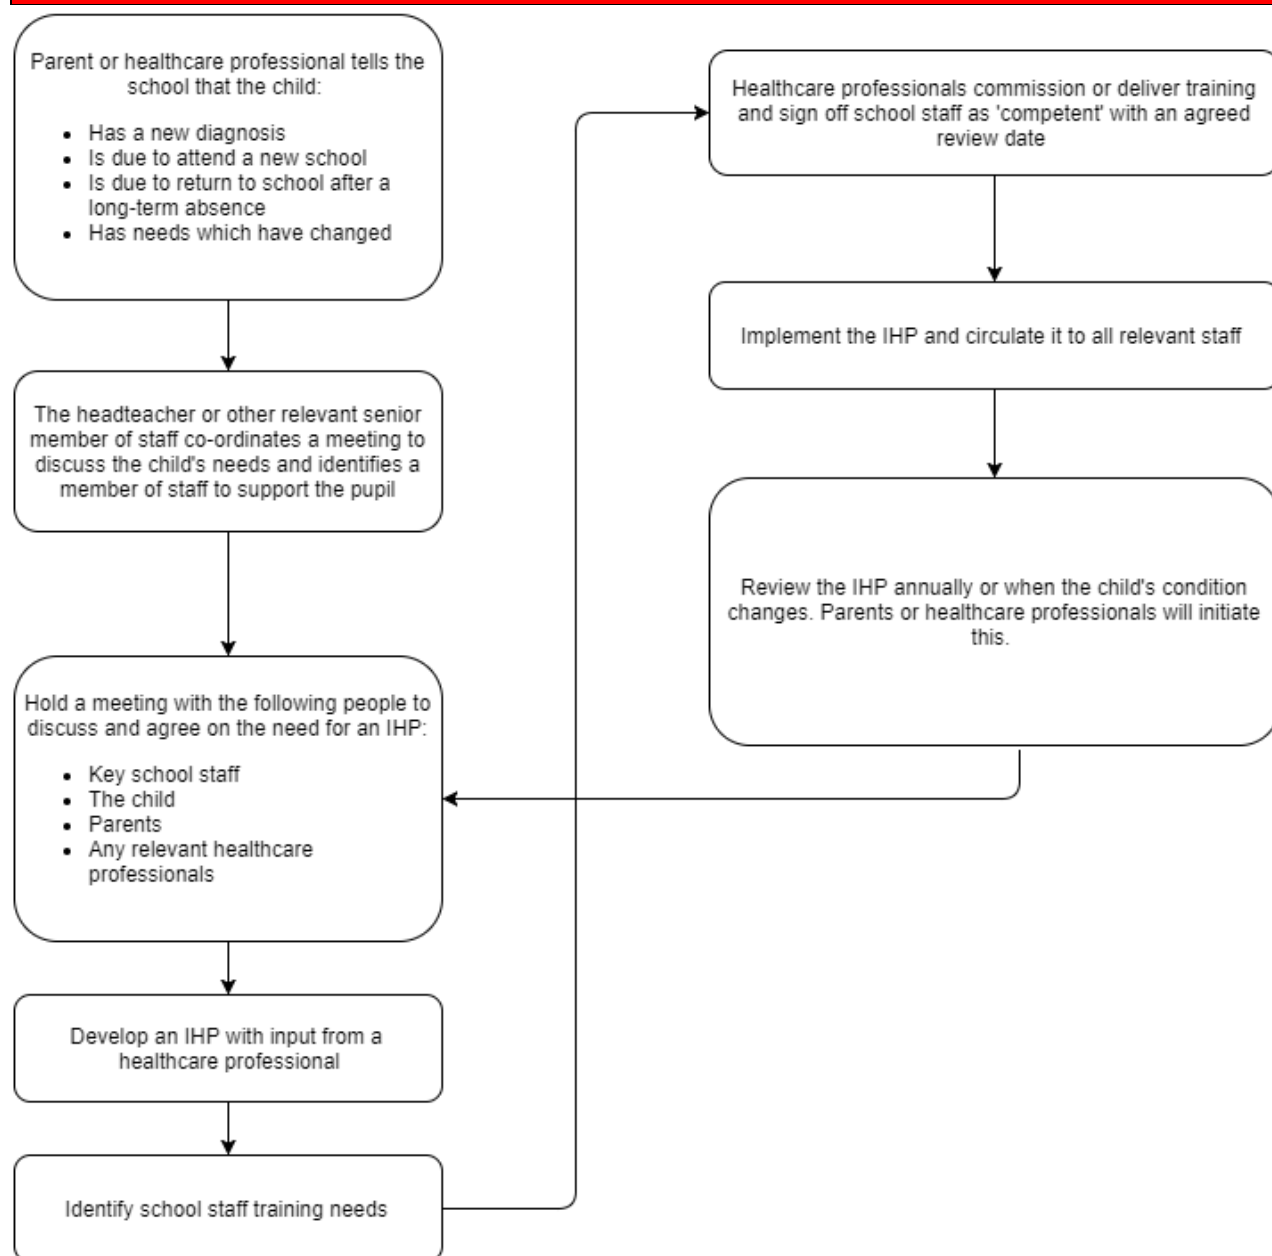 Parent or healthcare professional tells the
school that the child:
• Has a new diagnosis
• Is due to attend a new school
• Is due to return to school after a
long-term absence
• Has needs which have changed
The headteacher or other relevant senior
member of staff co-ordinates a meeting to
discuss the child's needs and identifies a
member of staff to support the pupil
Hold a meeting with the following people to
discuss and agree on the need for an IHP:
• Key school staff
• The child
• Parents
• Any relevant healthcare
professionals
Develop an IHP with input from a
healthcare professional
Identify school staff training needs
Healthcare professionals commission or deliver training
and sign off school staff as 'competent' with an agreed
review date
Implement the IHP and circulate it to all relevant staff
Review the IHP annually or when the child's condition
changes. Parents or healthcare professionals will initiate
this.